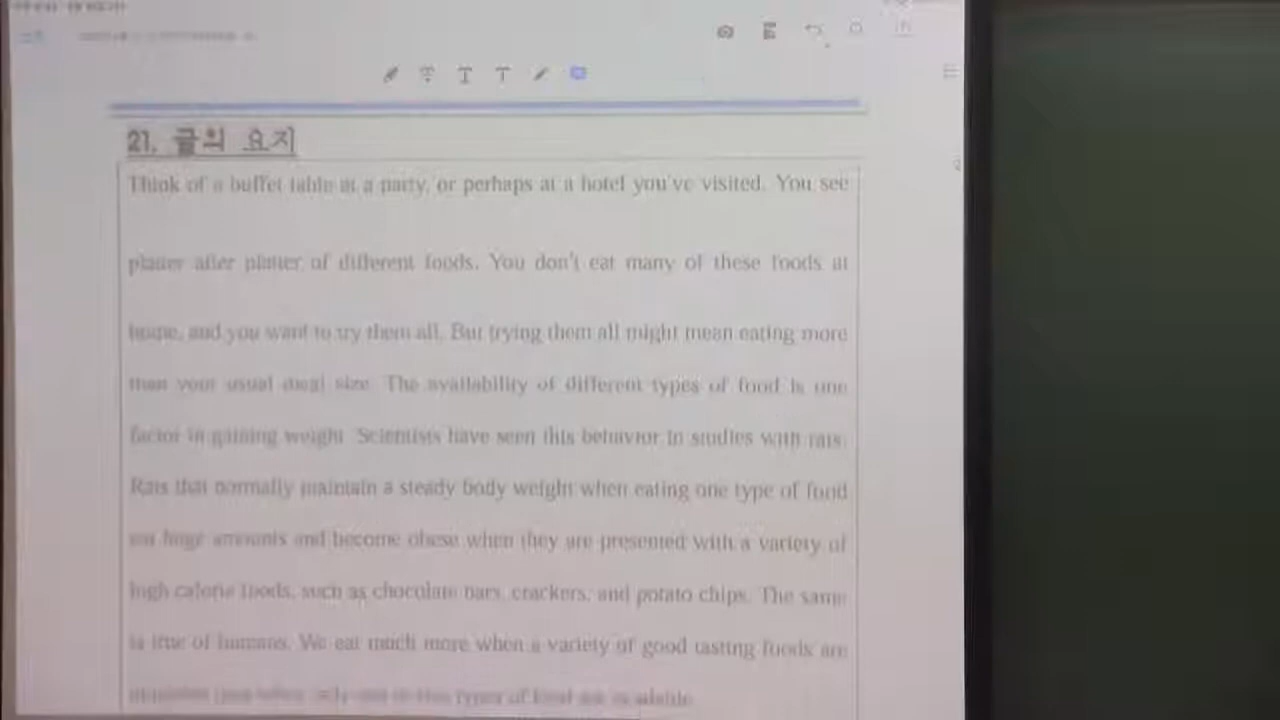 21. 글의 요지
Think of a buffet table at a party, or perhaps at a hotel you've visited. You see
platter after platter of different foods. You don't eat many of these foods at
home, and you want to try them all. But trying them all might mean eating more
than your usual meal size. The availability of different types of food is one
factor in gaining weight. Scientists have seen this behavior in studies with rats.
Rats that normally maintain a steady body weight when eating one type of food
eat huge amounts and become obese when they are presented with a variety of
high calorie foods, such as chocolate bars, crackers, and potato chips. The same
is true of humans. We eat much more when a variety of good tasting foods are
types of food are available.